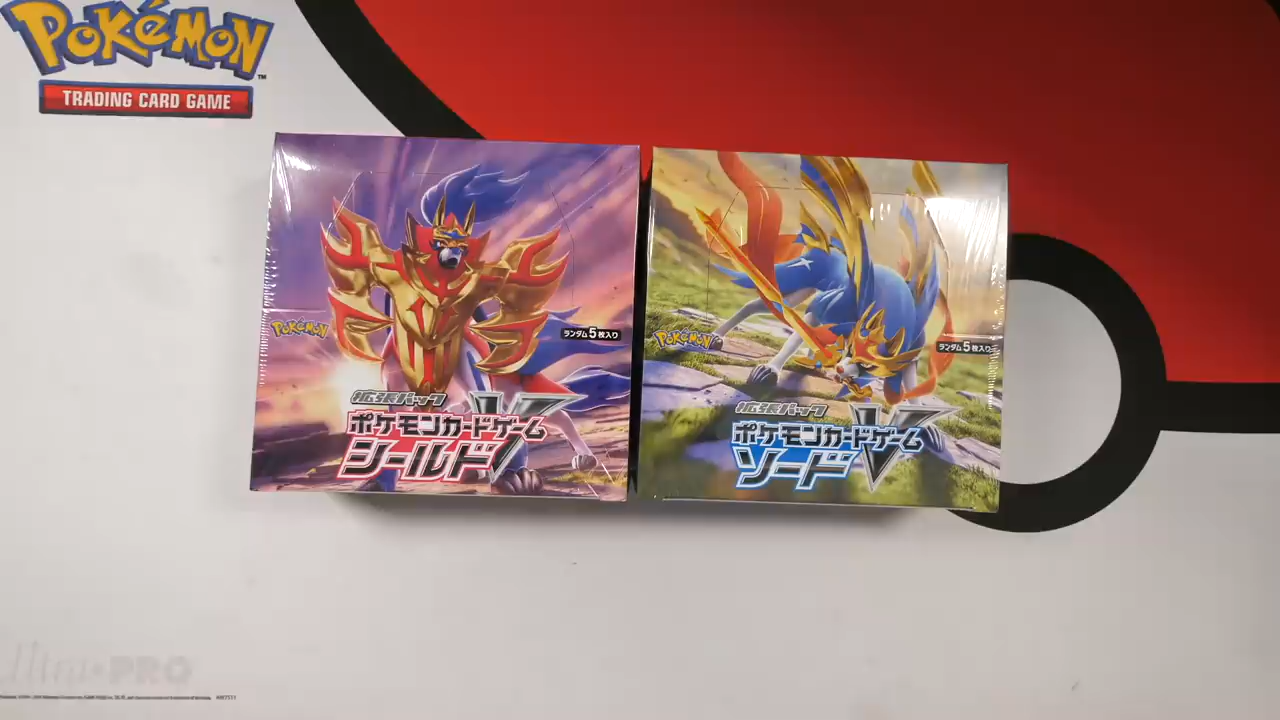 POKéMON™
TRADING CARD GAME
POKéMON
ランダム5枚入り
拡張パック
ポケモンカードゲーム
シールド
V
POKéMON
ランダム5枚入り
拡張パック
ポケモンカードゲーム
ソード
V
Ultra•PRO